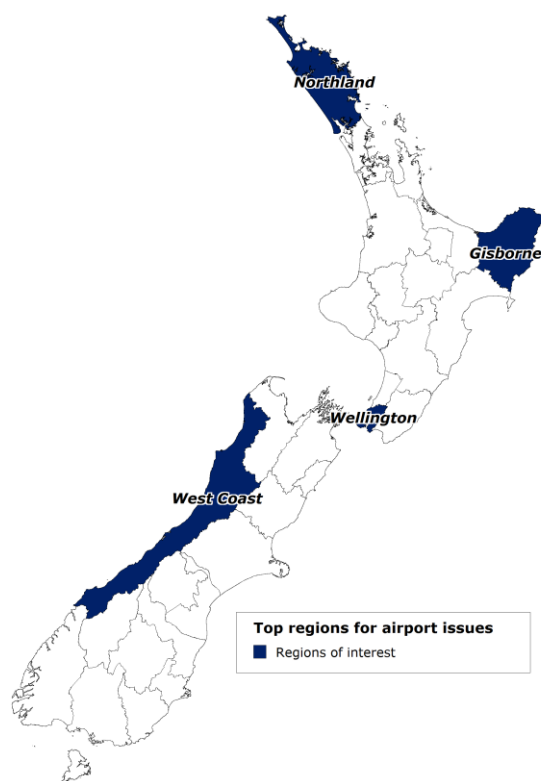 Northland
Gisborne
Wellington
West Coast
Top regions for airport issues
Regions of interest